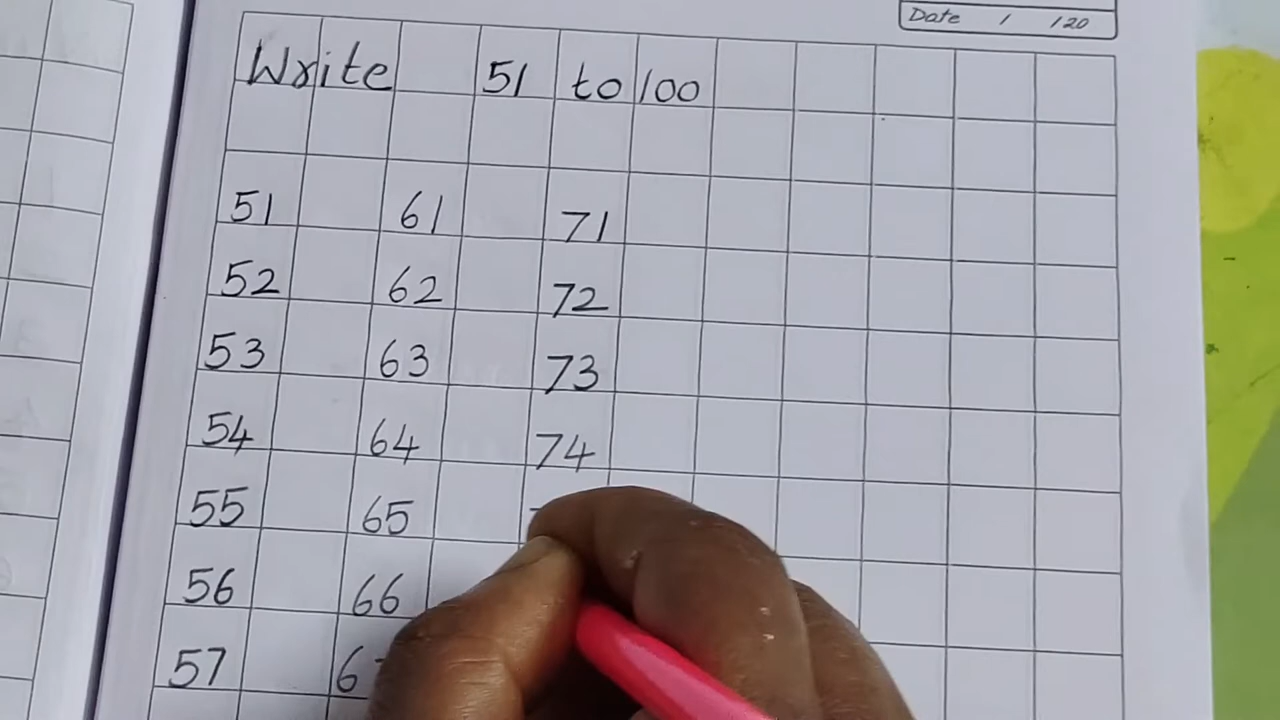 Date / /20
Write 51 to 100
51 61 71
52 62 72
53 63 73
54 64 74
55 65
56 66
57